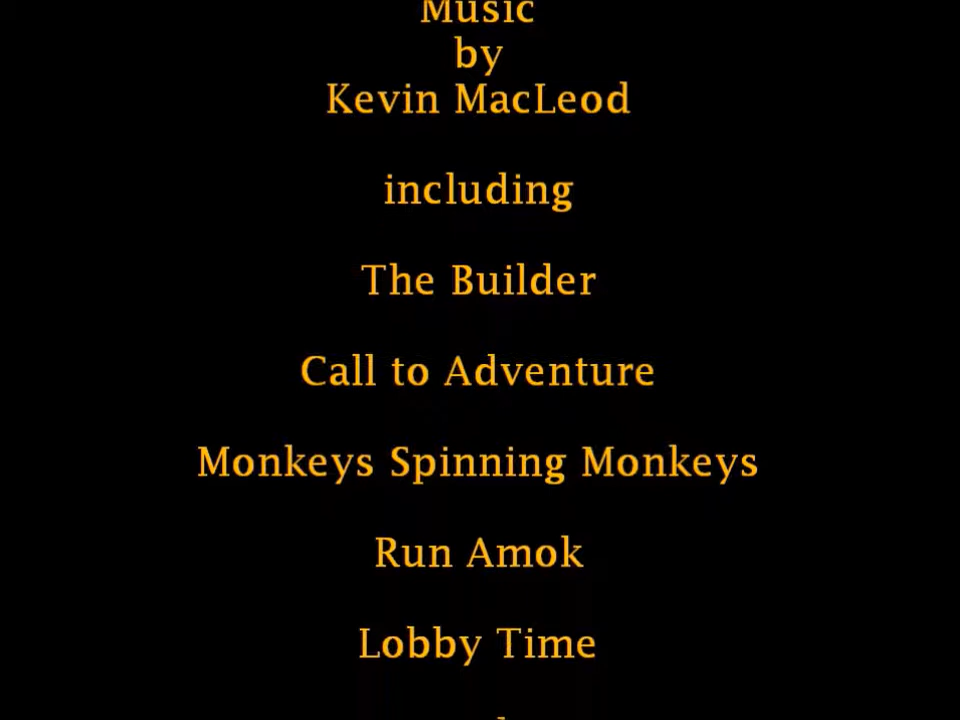 Music
by
Kevin MacLeod
including
The Builder
Call to Adventure
Monkeys Spinning Monkeys
Run Amok
Lobby Time